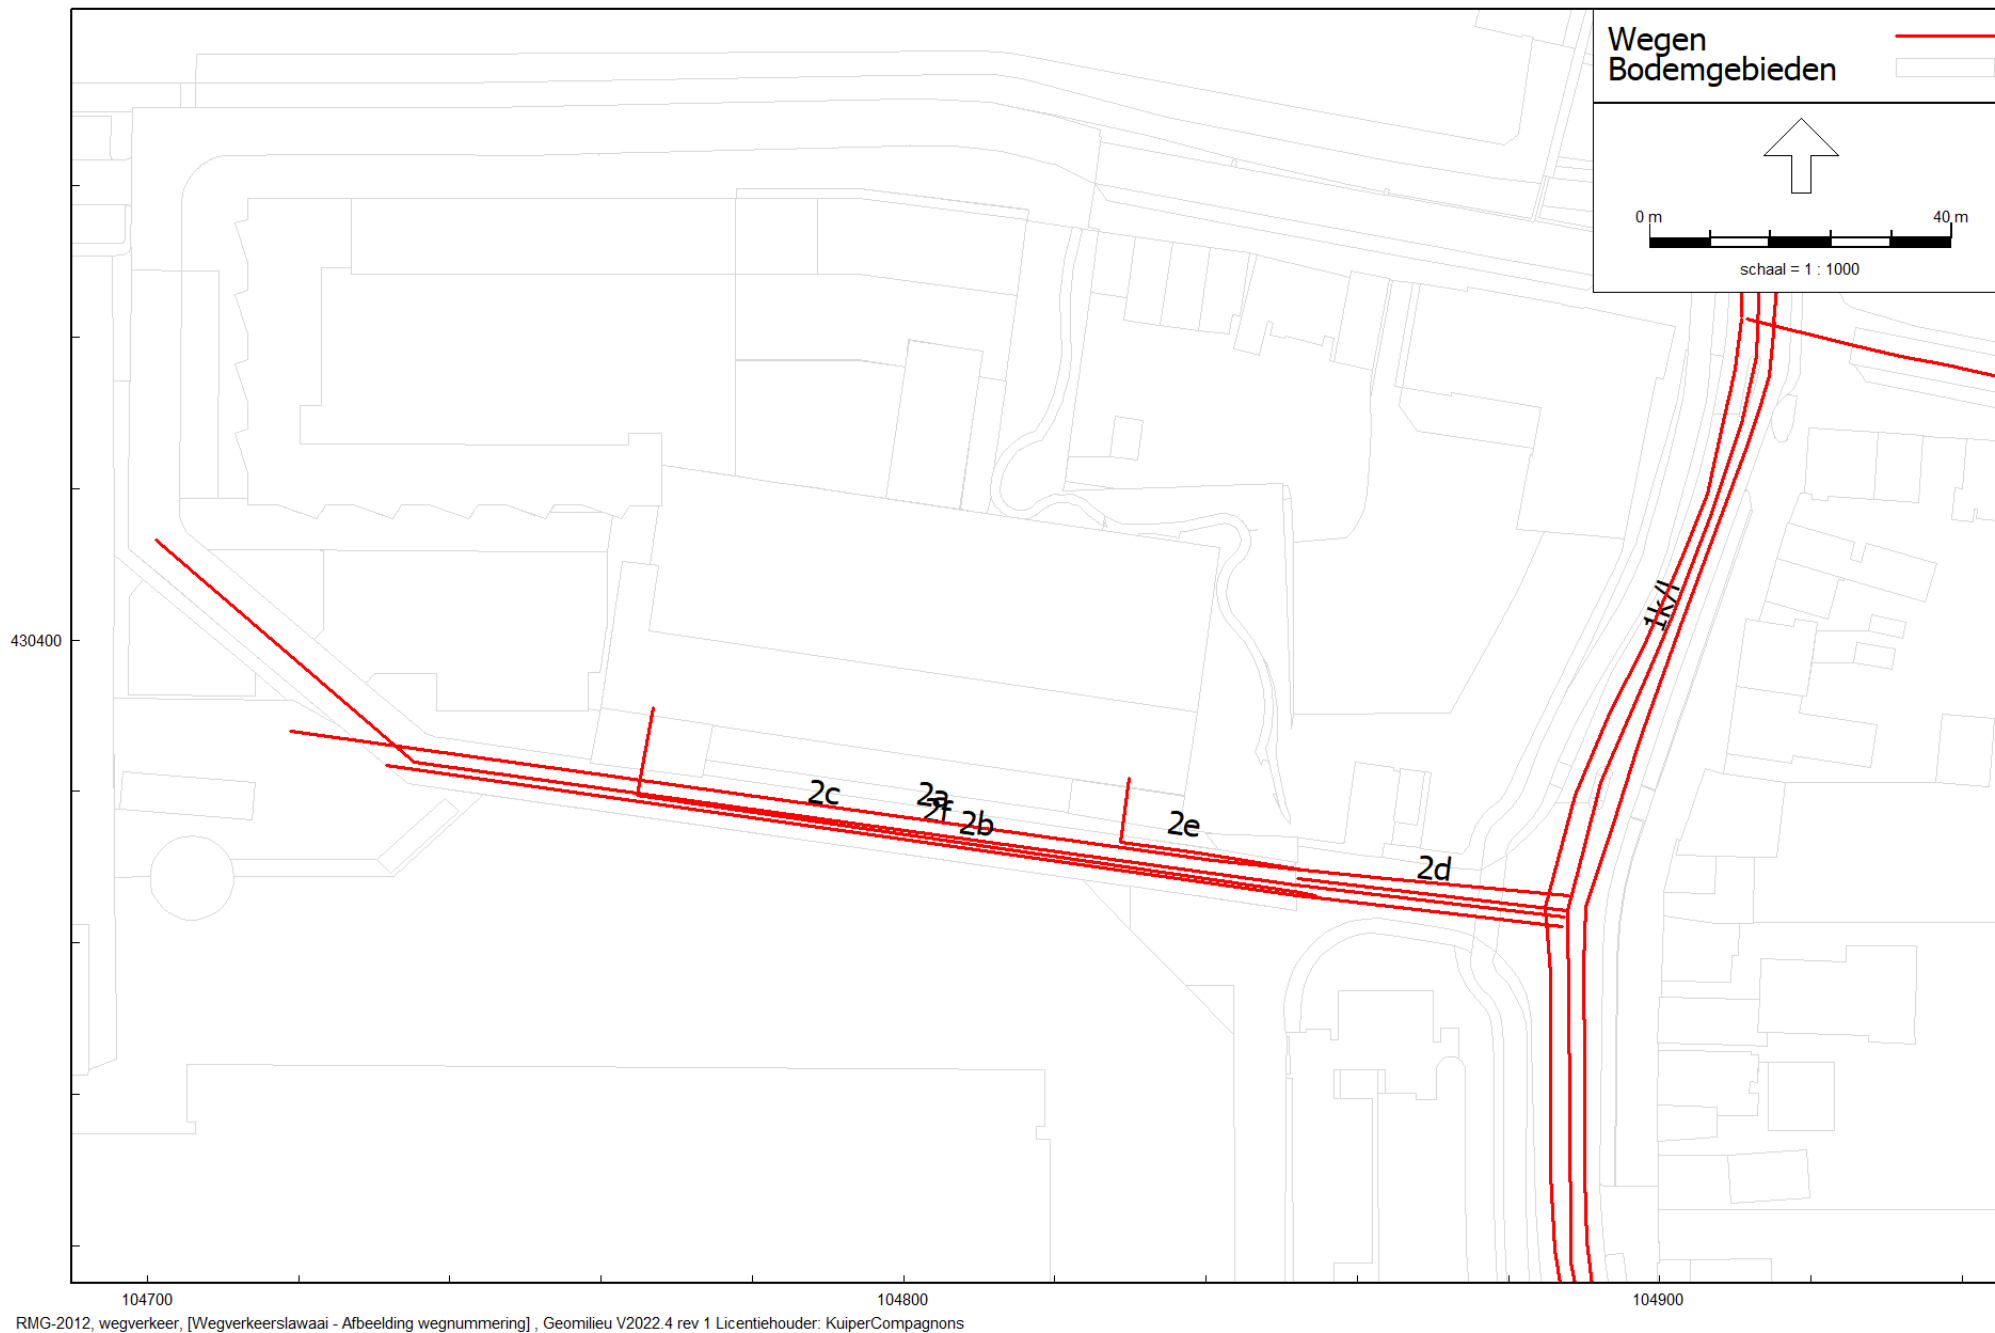 Wegen
Bodemgebieden
0 m 40 m
schaal = 1 : 1000
1k/l
430400
2c 2a 2f 2b 2e 2d
104700 104800 104900
RMG-2012, wegverkeer, [Wegverkeerslawaai - Afbeelding wegnummering] , Geomilieu V2022.4 rev 1 Licentiehouder: KuiperCompagnons